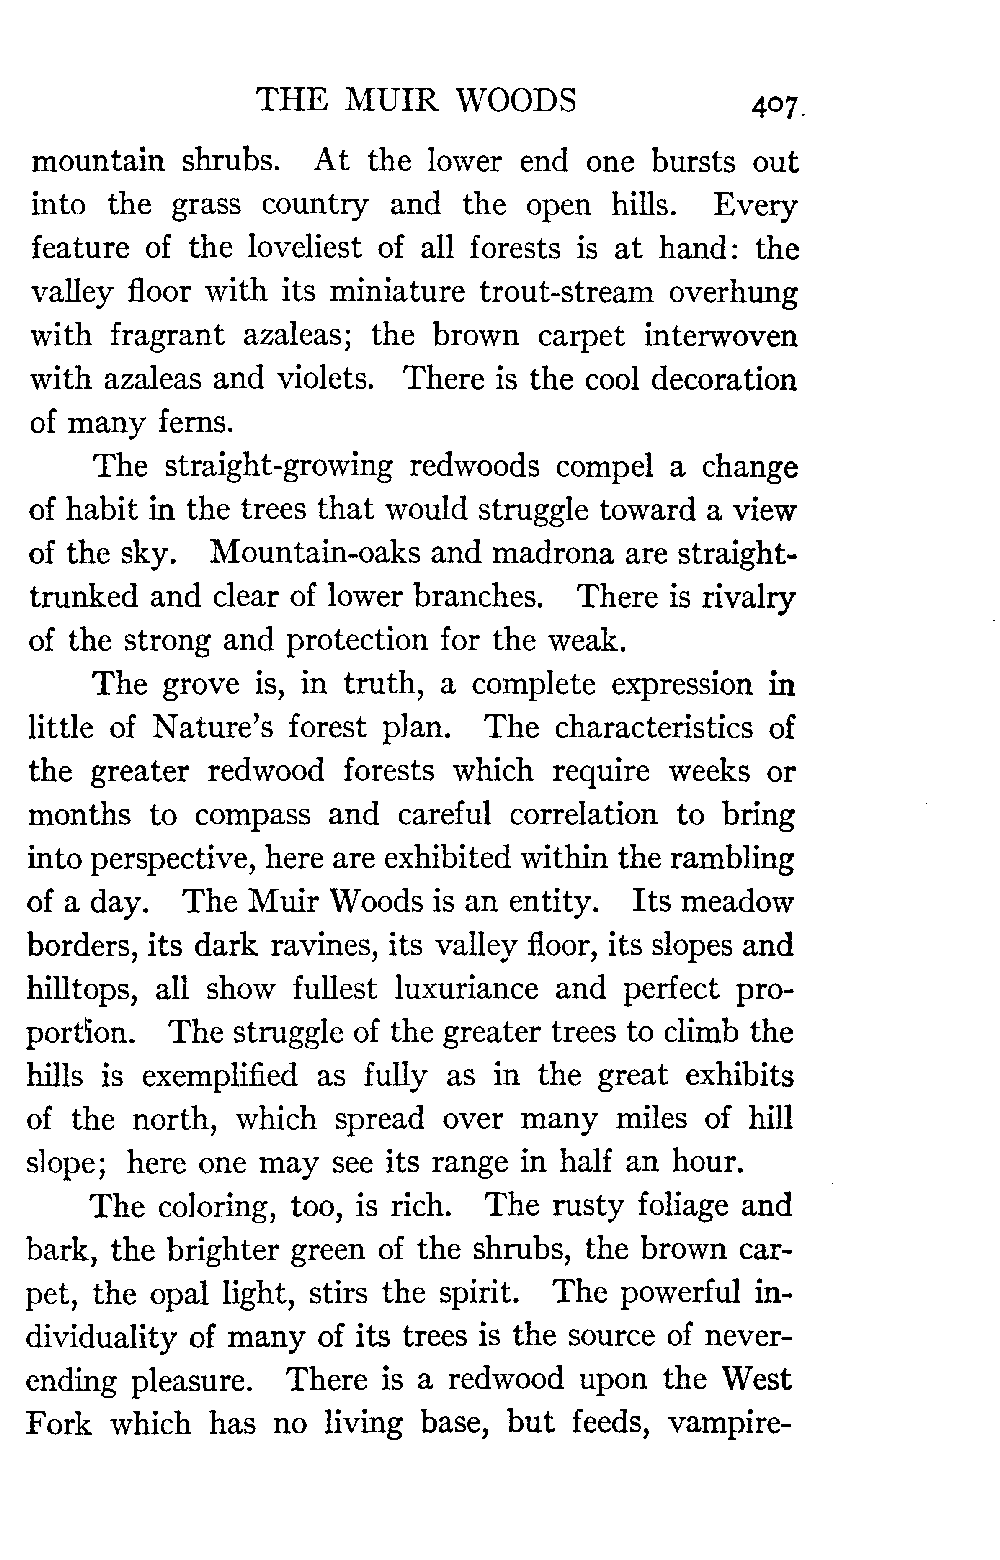 THE MUIR WOODS 407
mountain shrubs. At the lower end one bursts out
into the grass country and the open hills. Every
feature of the loveliest of all forests is at hand: the
valley floor with its miniature trout-stream overhung
with fragrant azaleas; the brown carpet interwoven
with azaleas and violets. There is the cool decoration
of many ferns.
The straight-growing redwoods compel a change
of habit in the trees that would struggle toward a view
of the sky. Mountain-oaks and madrona are straight-
trunked and clear of lower branches. There is rivalry
of the strong and protection for the weak.
The grove is, in truth, a complete expression in
little of Nature's forest plan. The characteristics of
the greater redwood forests which require weeks or
months to compass and careful correlation to bring
into perspective, here are exhibited within the rambling
of a day. The Muir Woods is an entity. Its meadow
borders, its dark ravines, its valley floor, its slopes and
hilltops, all show fullest luxuriance and perfect pro-
portion. The struggle of the greater trees to climb the
hills is exemplified as fully as in the great exhibits
of the north, which spread over many miles of hill
slope; here one may see its range in half an hour.
The coloring, too, is rich. The rusty foliage and
bark, the brighter green of the shrubs, the brown car-
pet, the opal light, stirs the spirit. The powerful in-
dividuality of many of its trees is the source of never-
ending pleasure. There is a redwood upon the West
Fork which has no living base, but feeds, vampire-